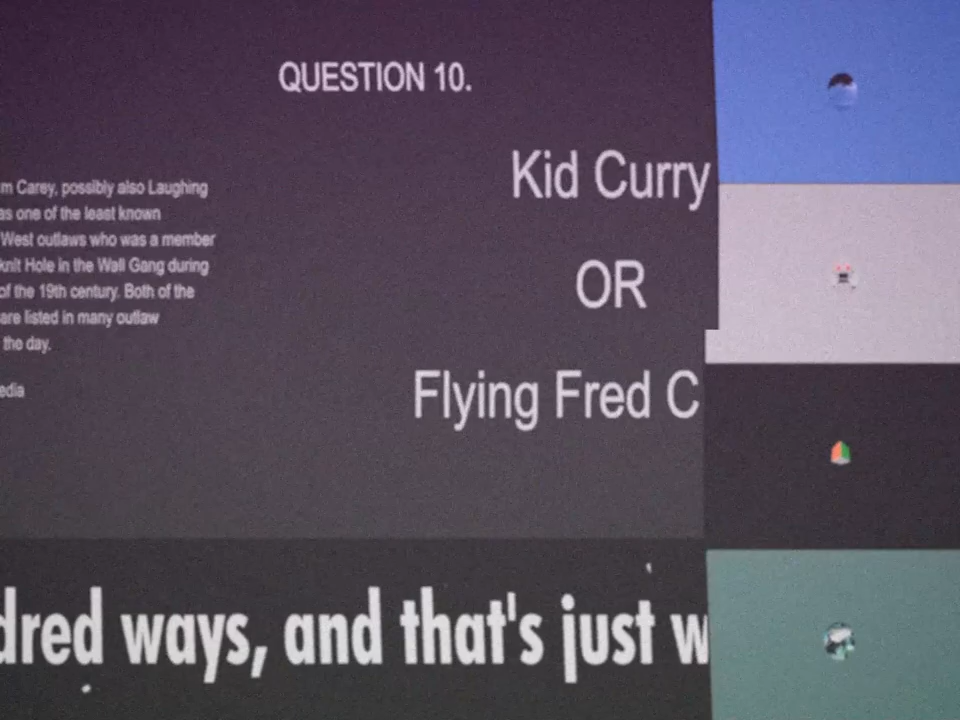 QUESTION 10.
Kid Curry
m Carey, possibly also Laughing
as one of the least known
West outlaws who was a member
knit Hole in the Wall Gang during
of the 19th century. Both of the
are listed in many outlaw
the day.
edia
OR
Flying Fred C
dred ways, and that's just w